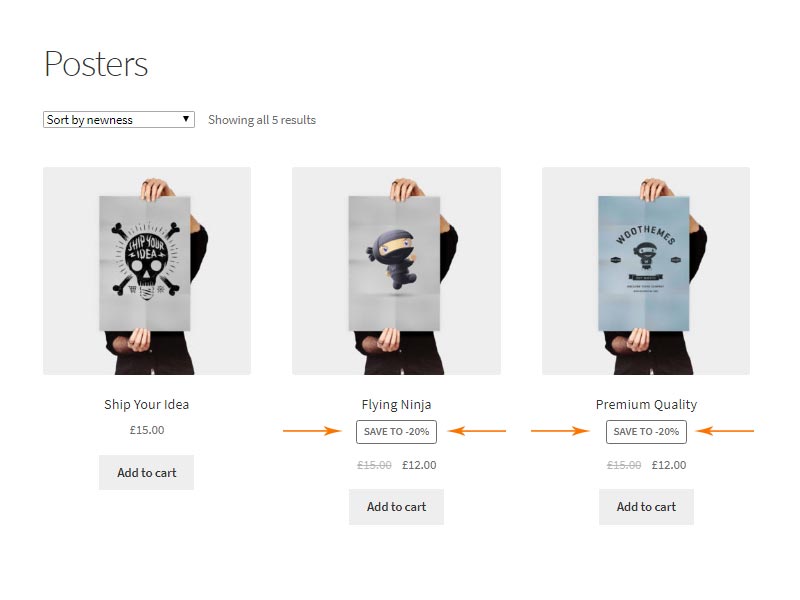 Posters
Sort by newness
Showing all 5 results
SHIP YOUR
IDEA
WOOTHEMES
Ship Your Idea
Flying Ninja
Premium Quality
£15.00
SAVE TO -20%
SAVE TO -20%
£15.00 £12.00
£15.00 £12.00
Add to cart
Add to cart
Add to cart